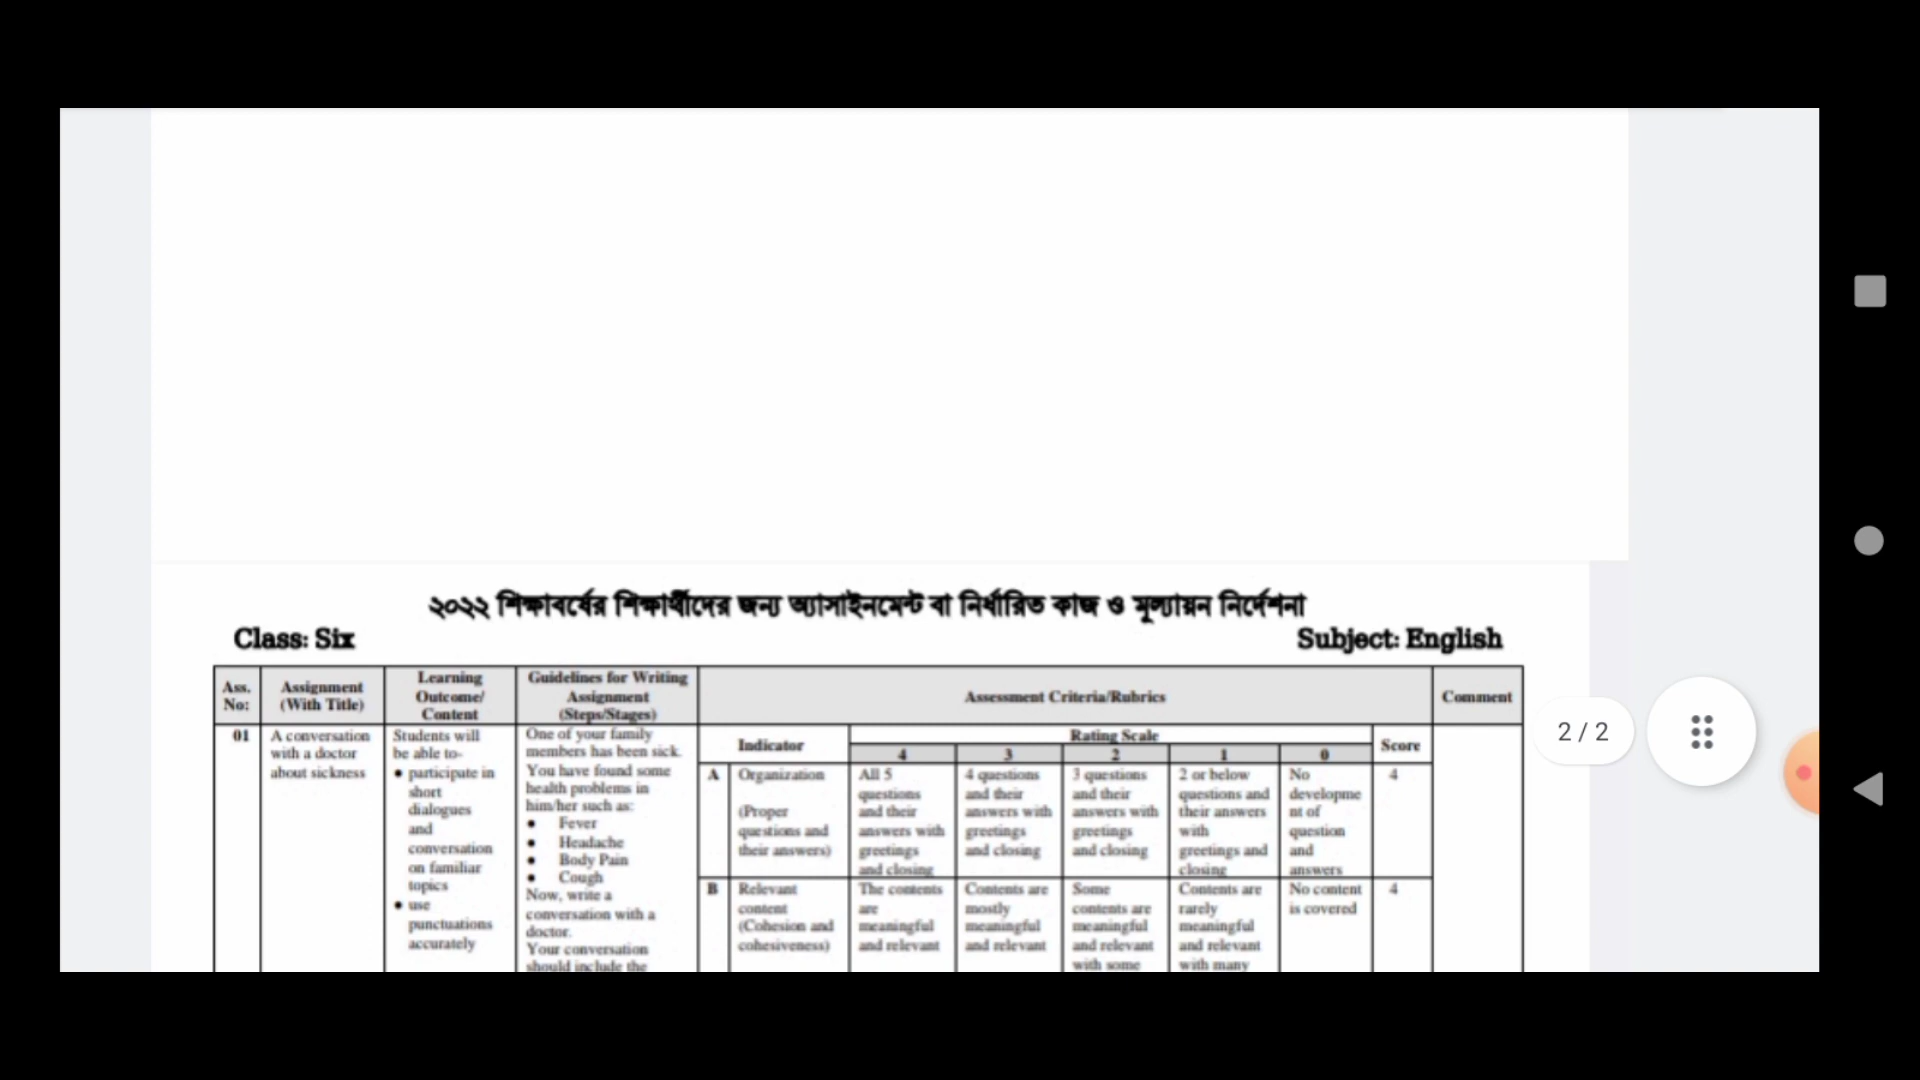 ২০২২ শিক্ষাবর্ষের শিক্ষার্থীদের জন্য অ্যাসাইনমেন্ট বা নির্ধারিত কাজ ও মূল্যায়ন নির্দেশনা
Class: Six
Subject: English
Ass. No:
Assignment (With Title)
Learning Outcome/ Content
Guidelines for Writing Assignment (Steps/Stages)
Assessment Criteria/Rubrics
Comment
01
A conversation
with a doctor
about sickness
Students will
be able to-
● participate in
short
dialogues
and
conversation
on familiar
topics
● use
punctuations
accurately
One of your family
members has been sick.
You have found some
health problems in
him/her such as:
● Fever
● Headache
● Body Pain
● Cough
Now, write a
conversation with a
doctor.
Your conversation
should include the
Indicator
Rating Scale
4
3
2
1
0
Score
A
Organization
(Proper
questions and
their answers)
All 5
questions
and their
answers with
greetings
and closing
4 questions
and their
answers with
greetings
and closing
3 questions
and their
answers with
greetings
and closing
2 or below
questions and
their answers
with
greetings and
closing
No
developme
nt of
question
and
answers
4
B
Relevant
content
(Cohesion and
cohesiveness)
The contents
are
meaningful
and relevant
Contents are
mostly
meaningful
and relevant
Some
contents are
meaningful
and relevant
with some
Contents are
rarely
meaningful
and relevant
with many
No content
is covered
4
2 / 2